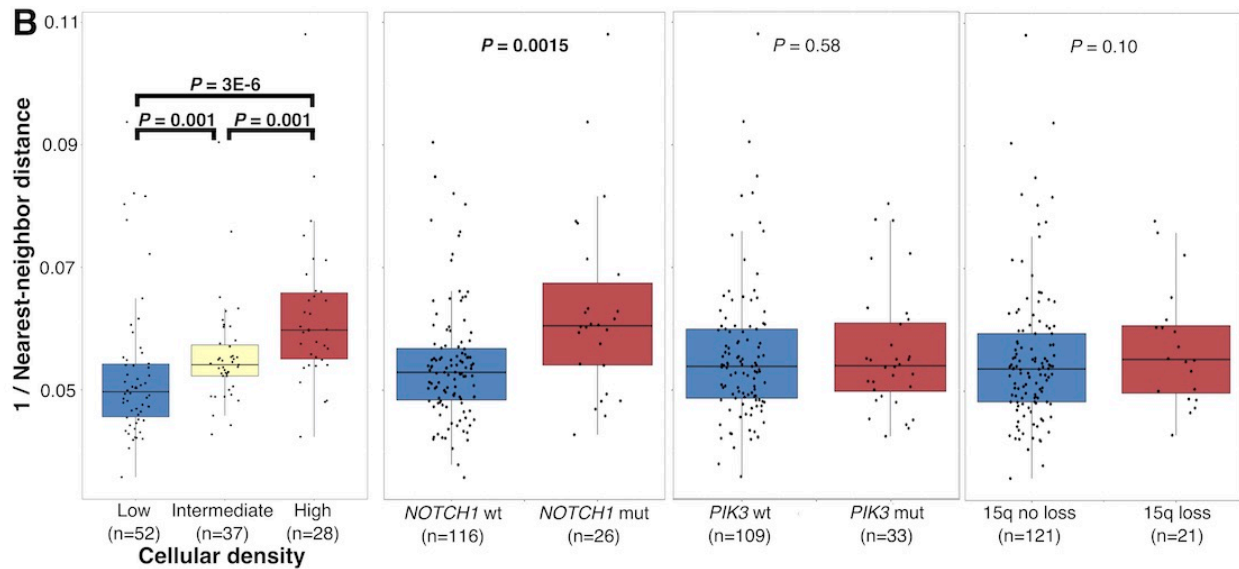 B
0.11
0.09
0.07
0.05
1 / Nearest-neighbor distance
P = 3E-6
P = 0.001 P = 0.001
Low Intermediate High
(n=52) (n=37) (n=28)
Cellular density
P = 0.0015
NOTCH1 wt NOTCH1 mut
(n=116) (n=26)
P = 0.58
PIK3 wt PIK3 mut
(n=109) (n=33)
P = 0.10
15q no loss 15q loss
(n=121) (n=21)